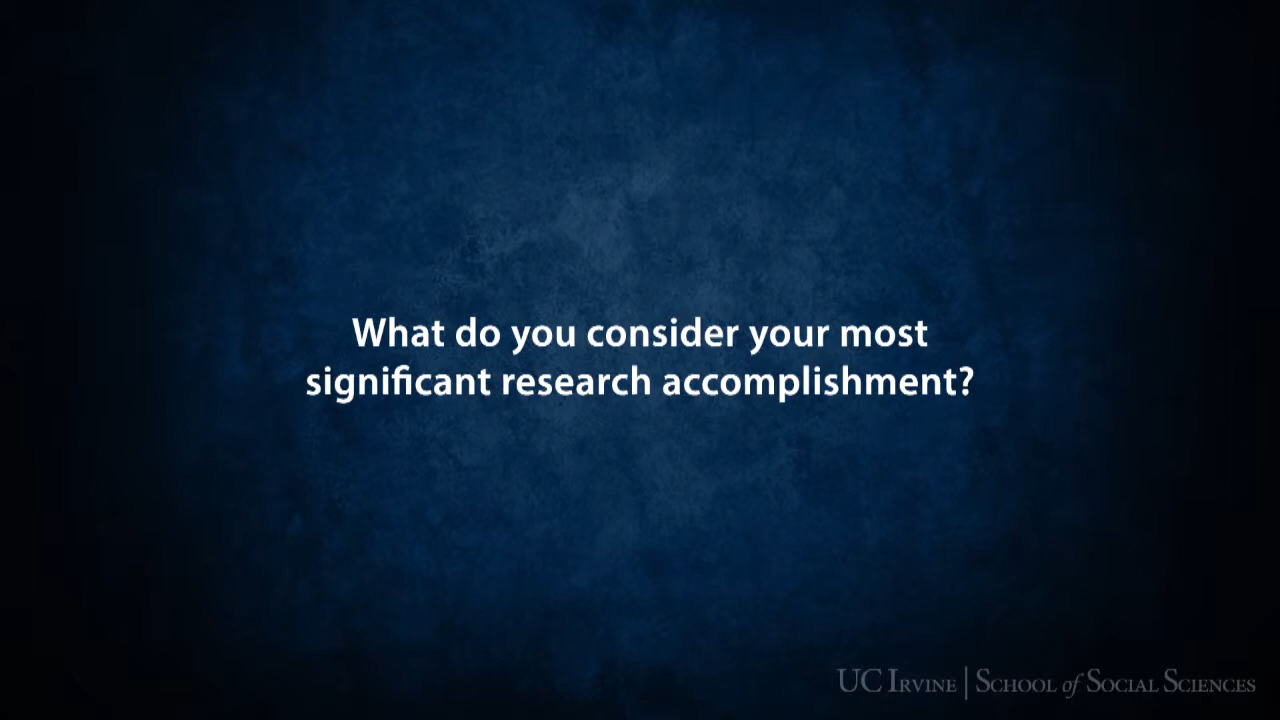 What do you consider your most
significant research accomplishment?
UC IRVINE | SCHOOL of SOCIAL SCIENCES